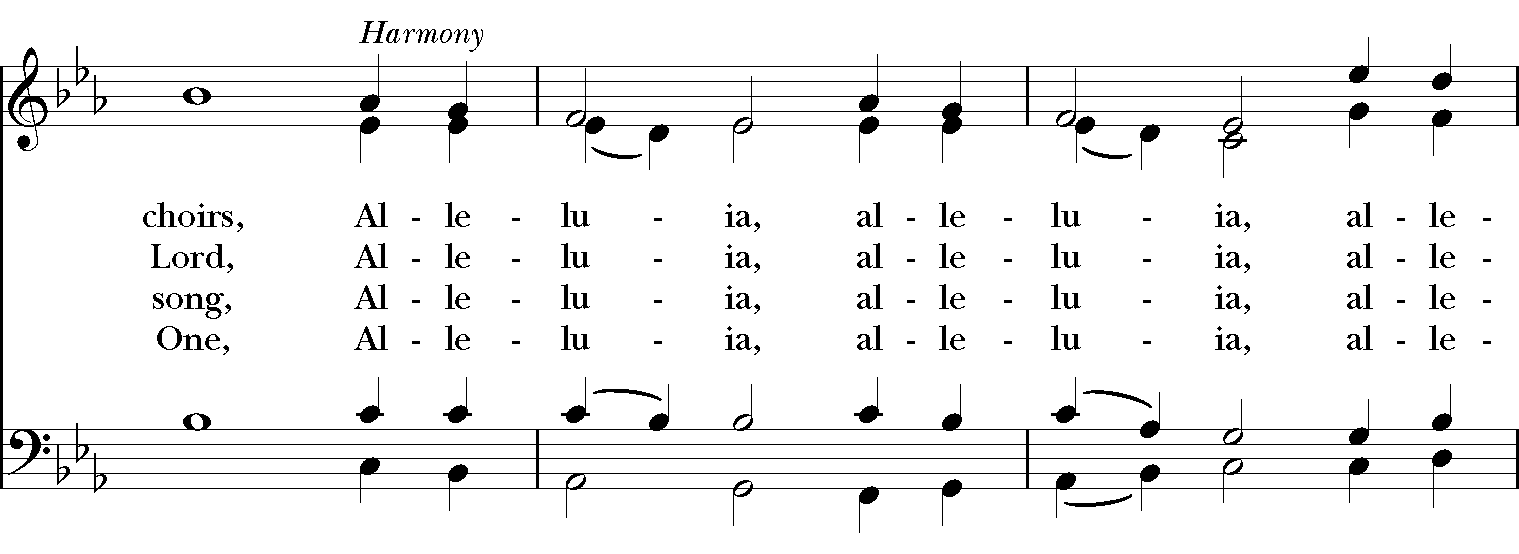 Harmony
choirs, Al - le - lu - ia, al - le - lu - ia, al - le -
Lord, Al - le - lu - ia, al - le - lu - ia, al - le -
song, Al - le - lu - ia, al - le - lu - ia, al - le -
One, Al - le - lu - ia, al - le - lu - ia, al - le -